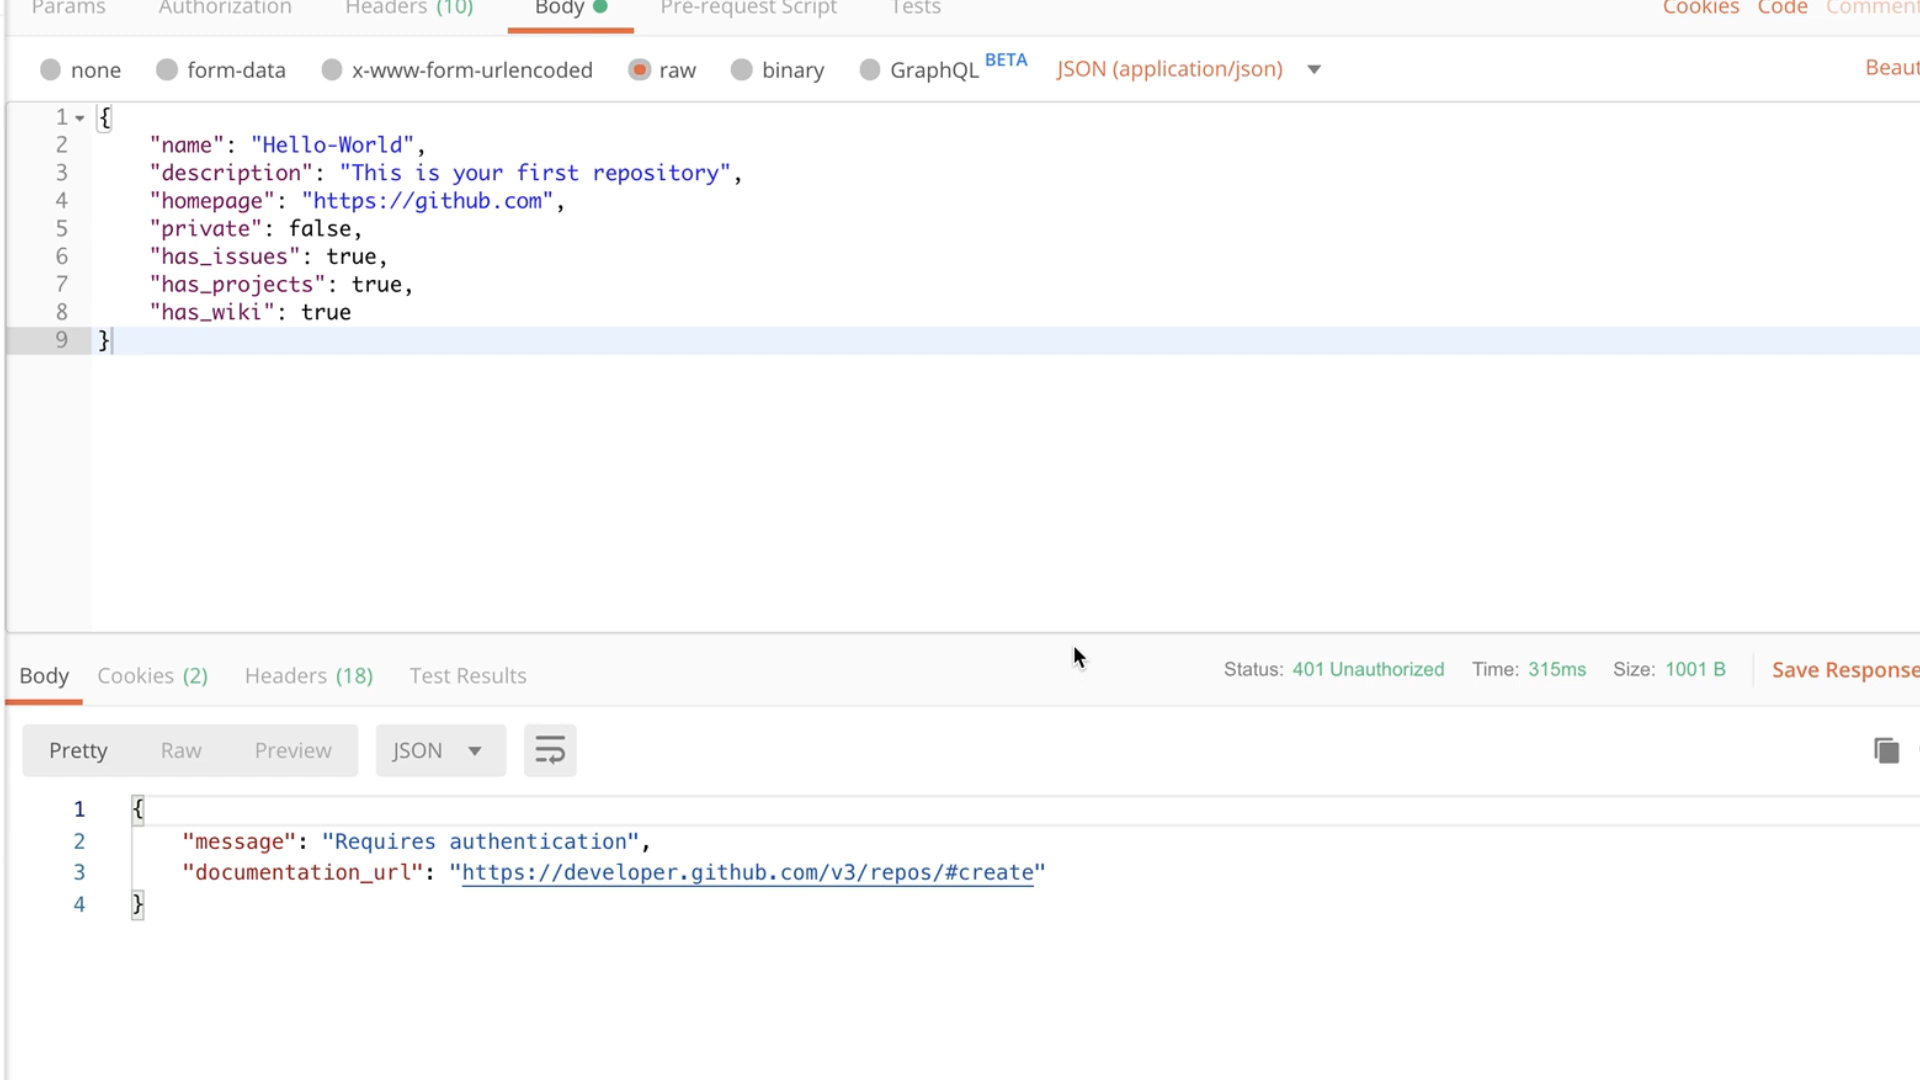 Params Authorization Headers (10) Body Pre-request Script Tests Cookies Code Comment
none form-data x-www-form-urlencoded raw binary GraphQL BETA JSON (application/json) Beaut
1 {
2 "name": "Hello-World",
3 "description": "This is your first repository",
4 "homepage": "https://github.com",
5 "private": false,
6 "has_issues": true,
7 "has_projects": true,
8 "has_wiki": true
9 }
Body Cookies (2) Headers (18) Test Results Status: 401 Unauthorized Time: 315ms Size: 1001 B Save Response
Pretty Raw Preview JSON
1 {
2 "message": "Requires authentication",
3 "documentation_url": "https://developer.github.com/v3/repos/#create"
4 }